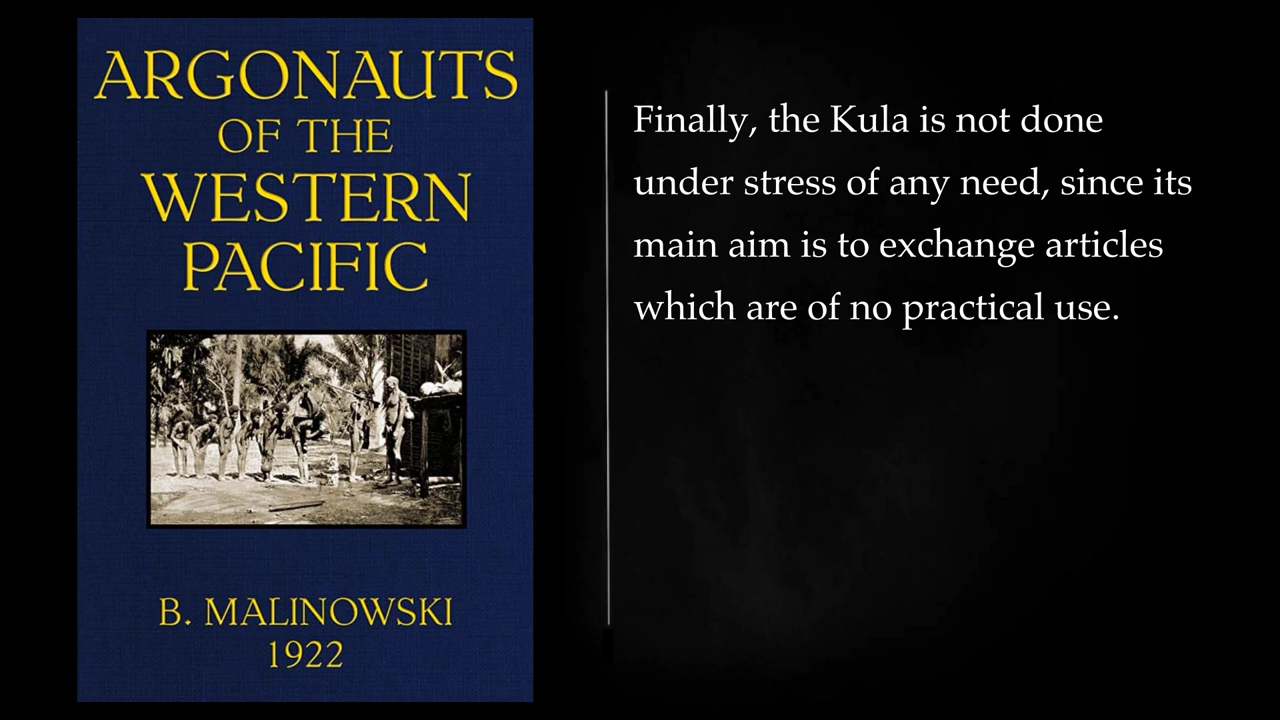 ARGONAUTS
OF THE
WESTERN
PACIFIC
B. MALINOWSKI
1922
Finally, the Kula is not done
under stress of any need, since its
main aim is to exchange articles
which are of no practical use.